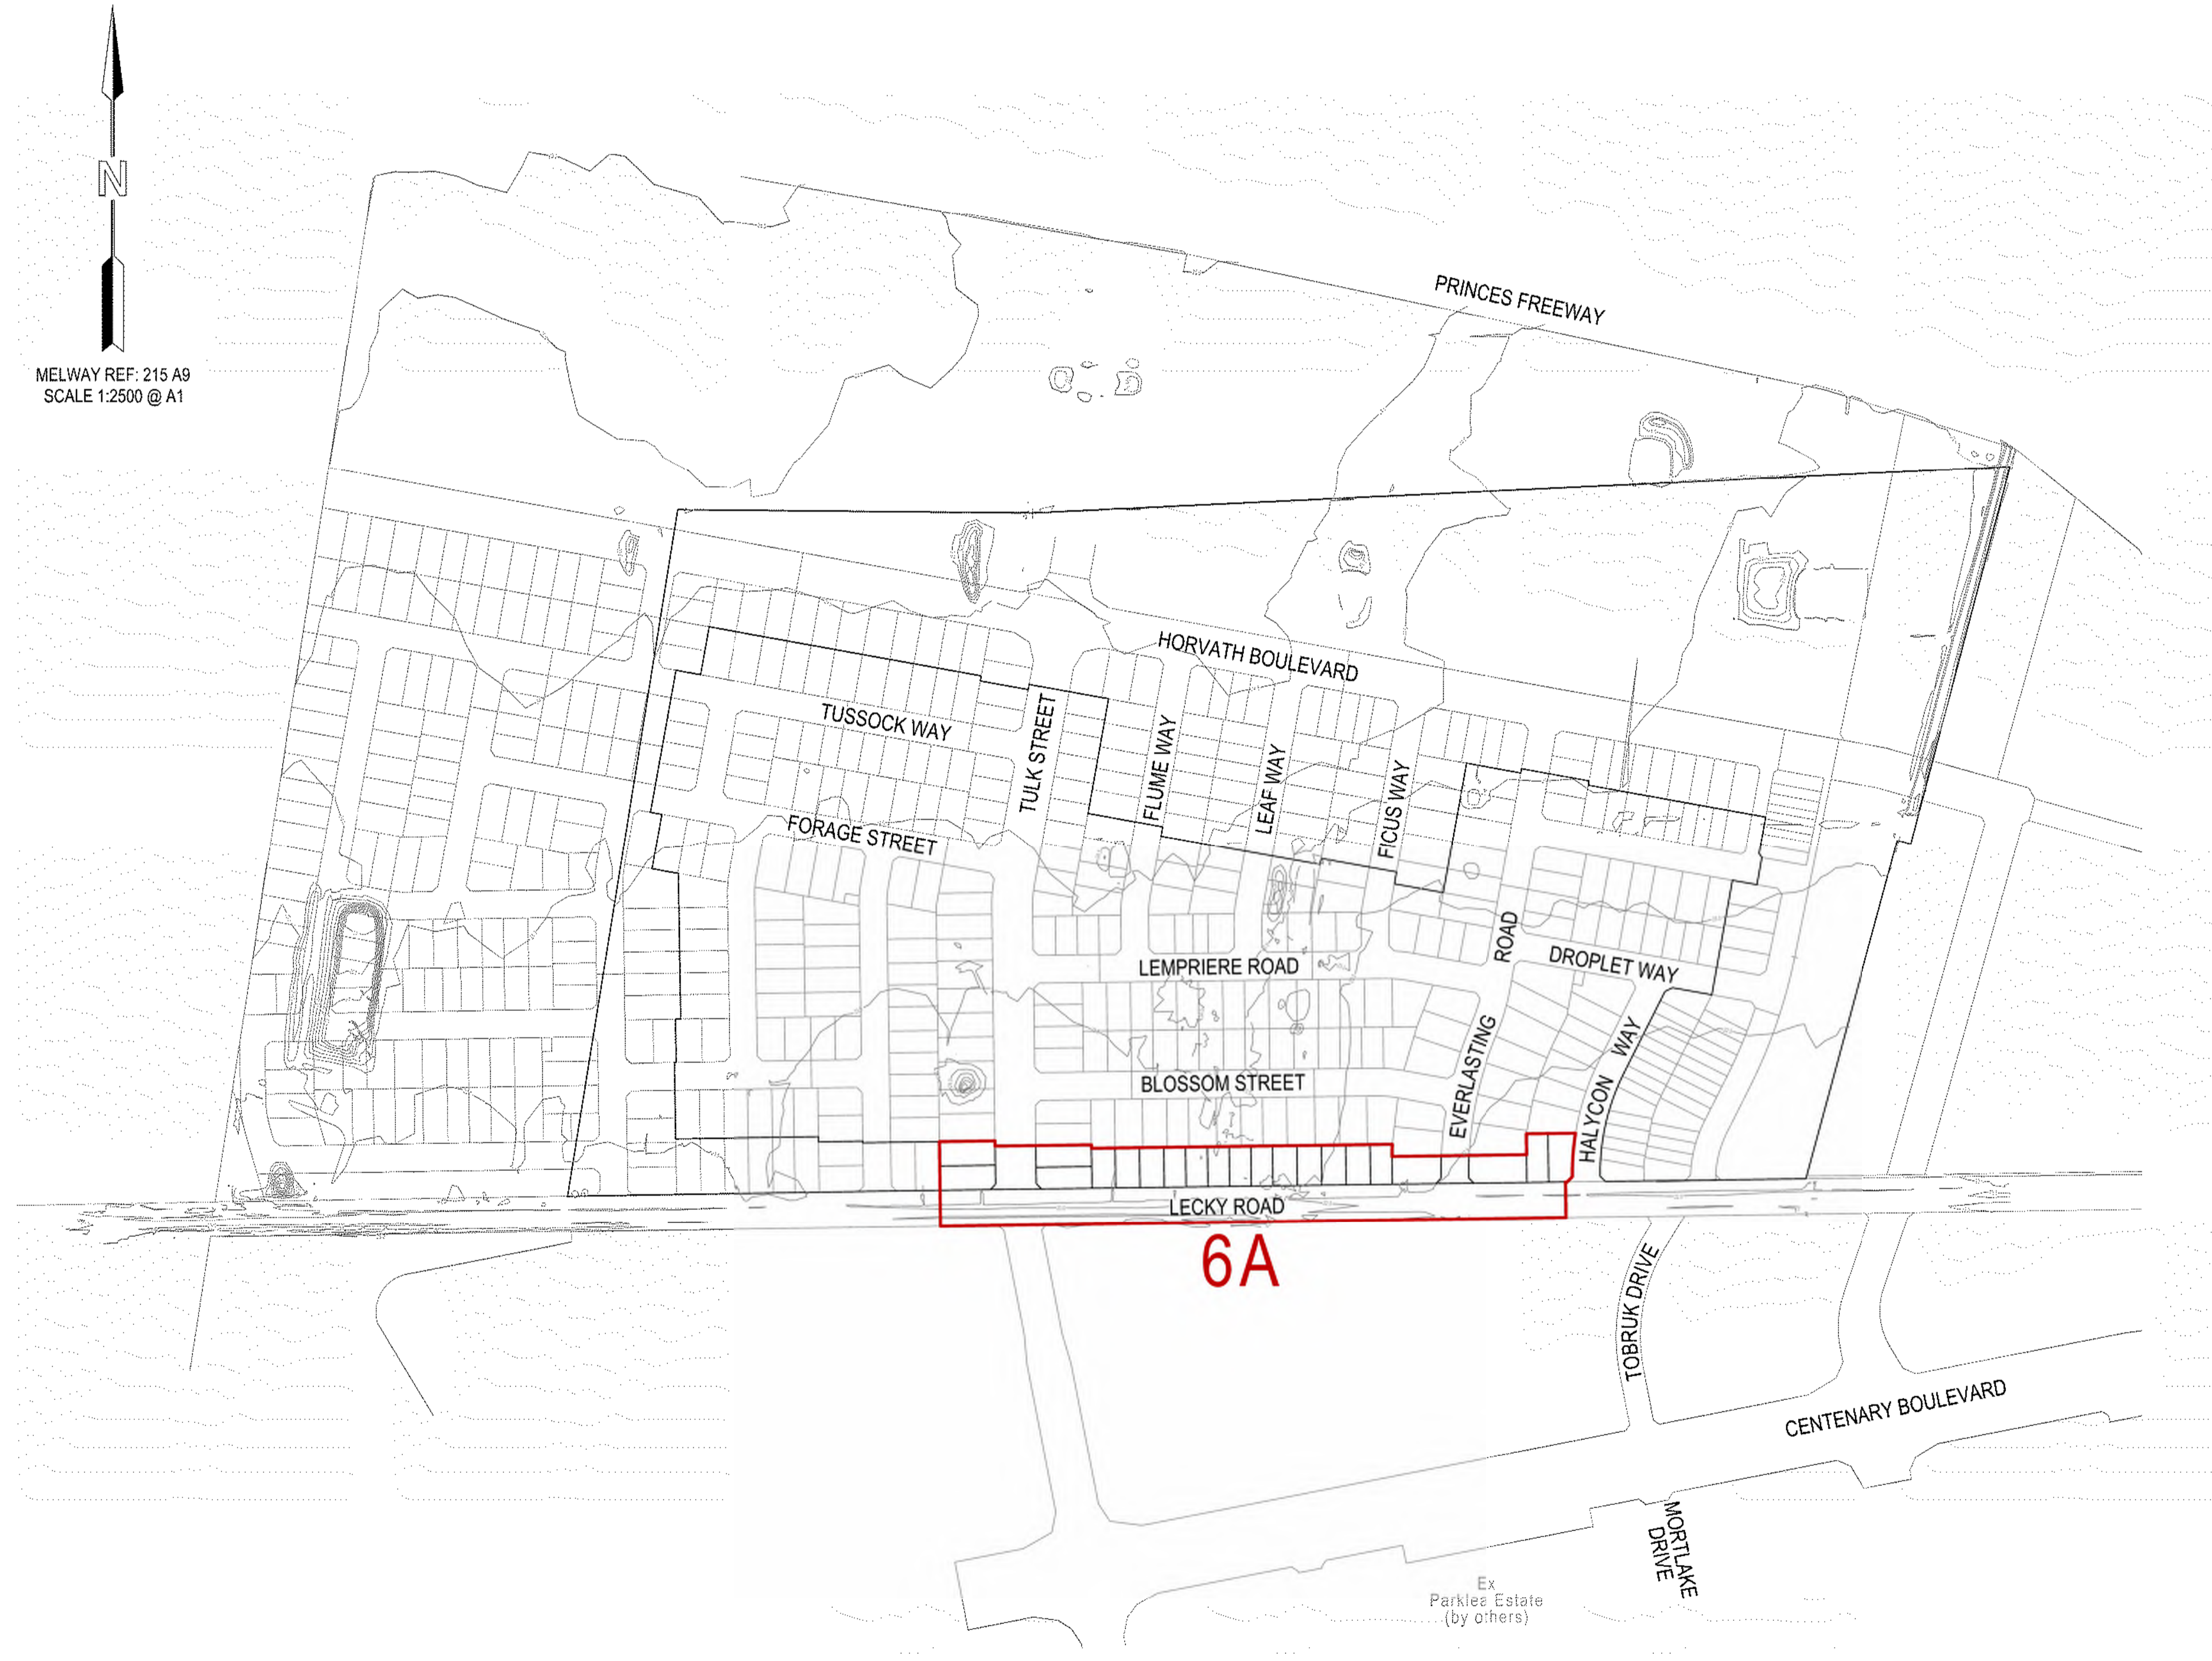 N
MELWAY REF: 215 A9
SCALE 1:2500 @ A1
PRINCES FREEWAY
HORVATH BOULEVARD
TUSSOCK WAY
TULK STREET
FLUME WAY
LEAF WAY
FICUS WAY
FORAGE STREET
LEMPRIERE ROAD
EVERLASTING ROAD
DROPLET WAY
HALYCON WAY
BLOSSOM STREET
LECKY ROAD
6A
TOBRUK DRIVE
CENTENARY BOULEVARD
MORTLAKE
DRIVE
Ex
Parklea Estate
(by others)